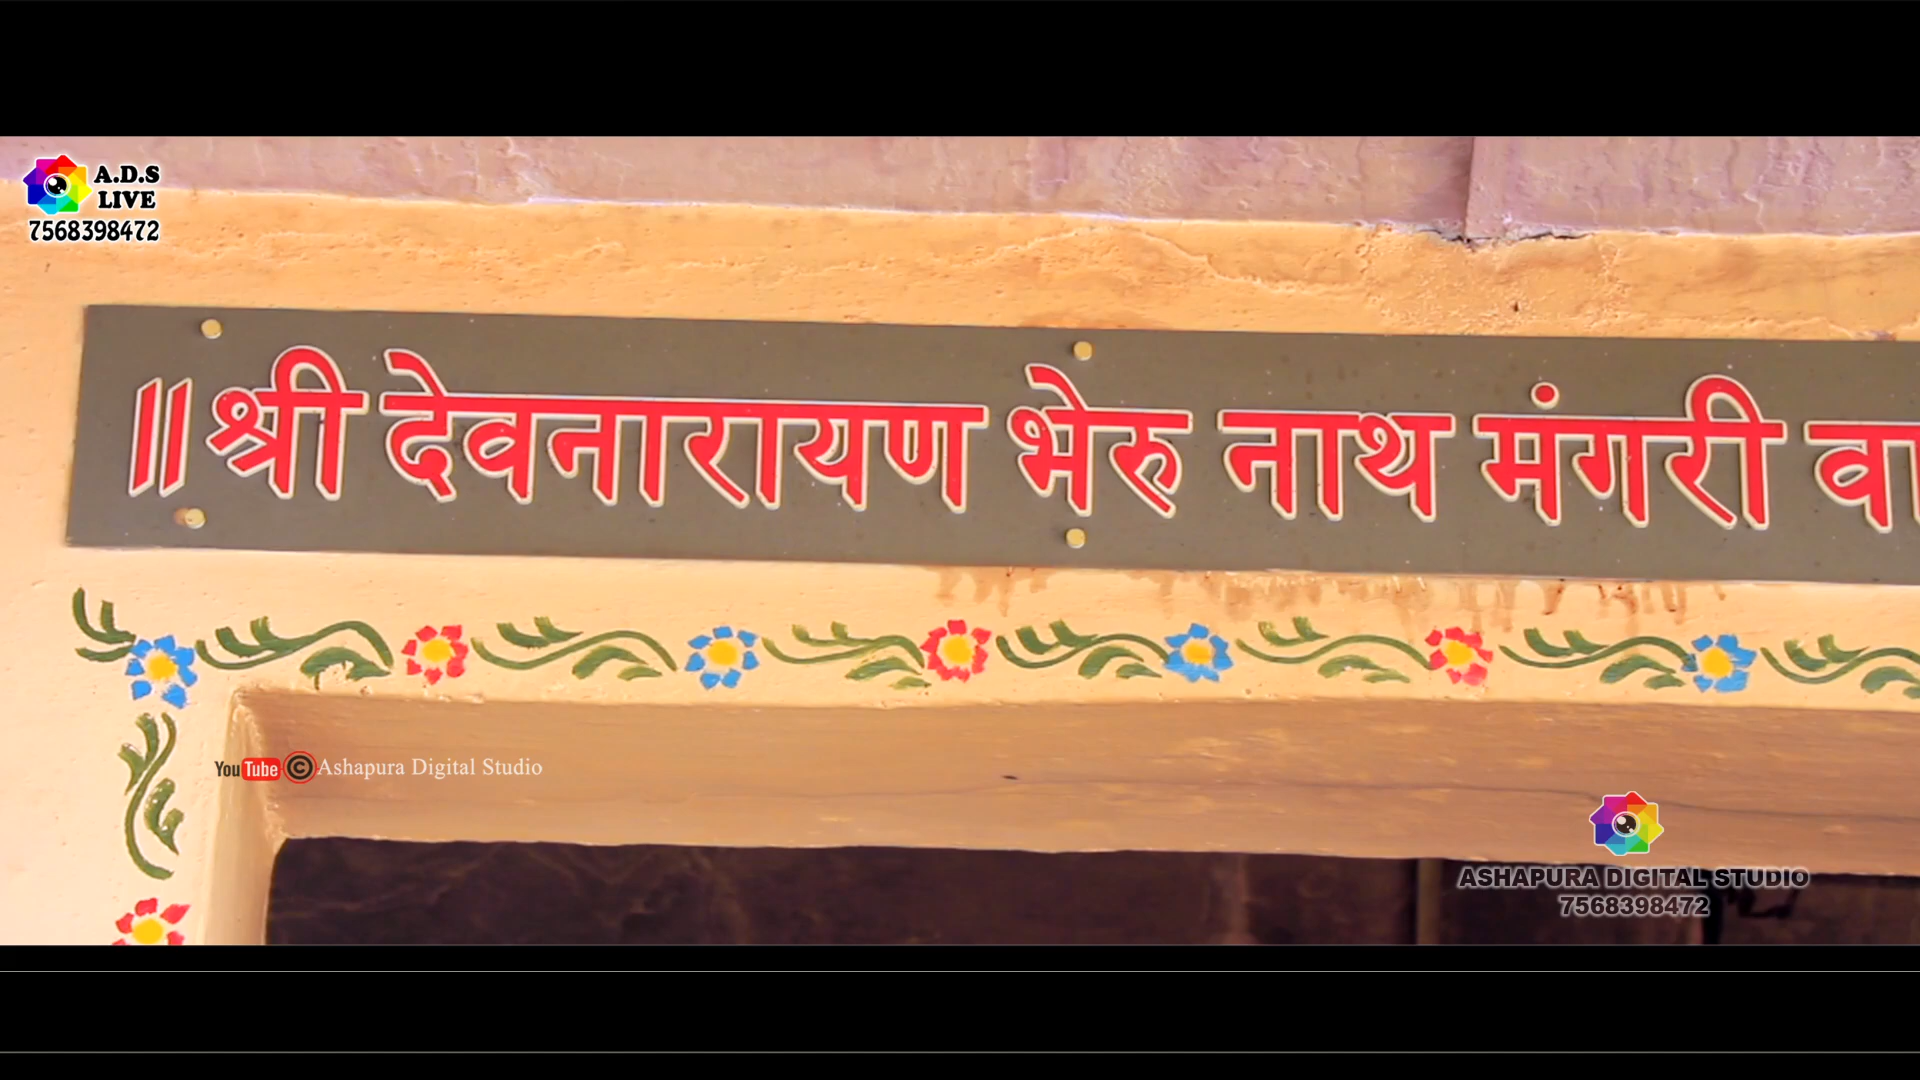 A.D.S
LIVE
7568398472
॥ श्री देवनारायण भेरु नाथ मंगरी वा
YouTube © Ashapura Digital Studio
ASHAPURA DIGITAL STUDIO
7568398472